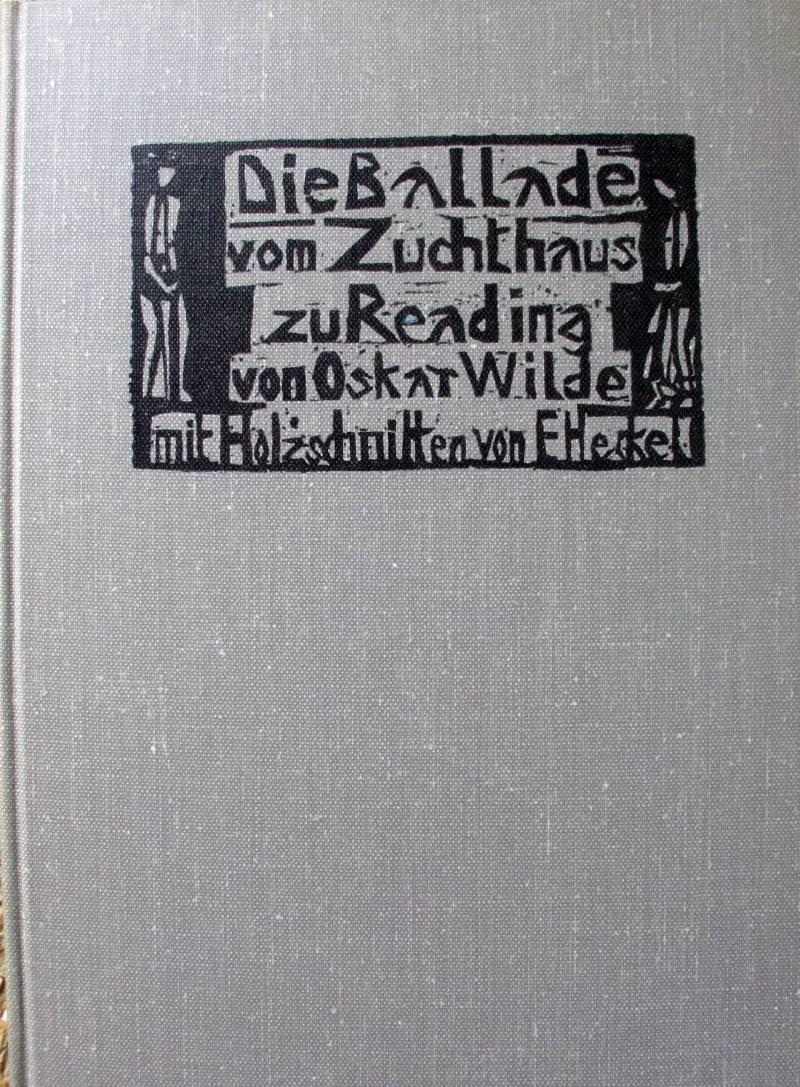 Die Ballade
vom Zuchthaus
zu Reading
von Oskar Wilde
mit Holzschnitten von E Heckel